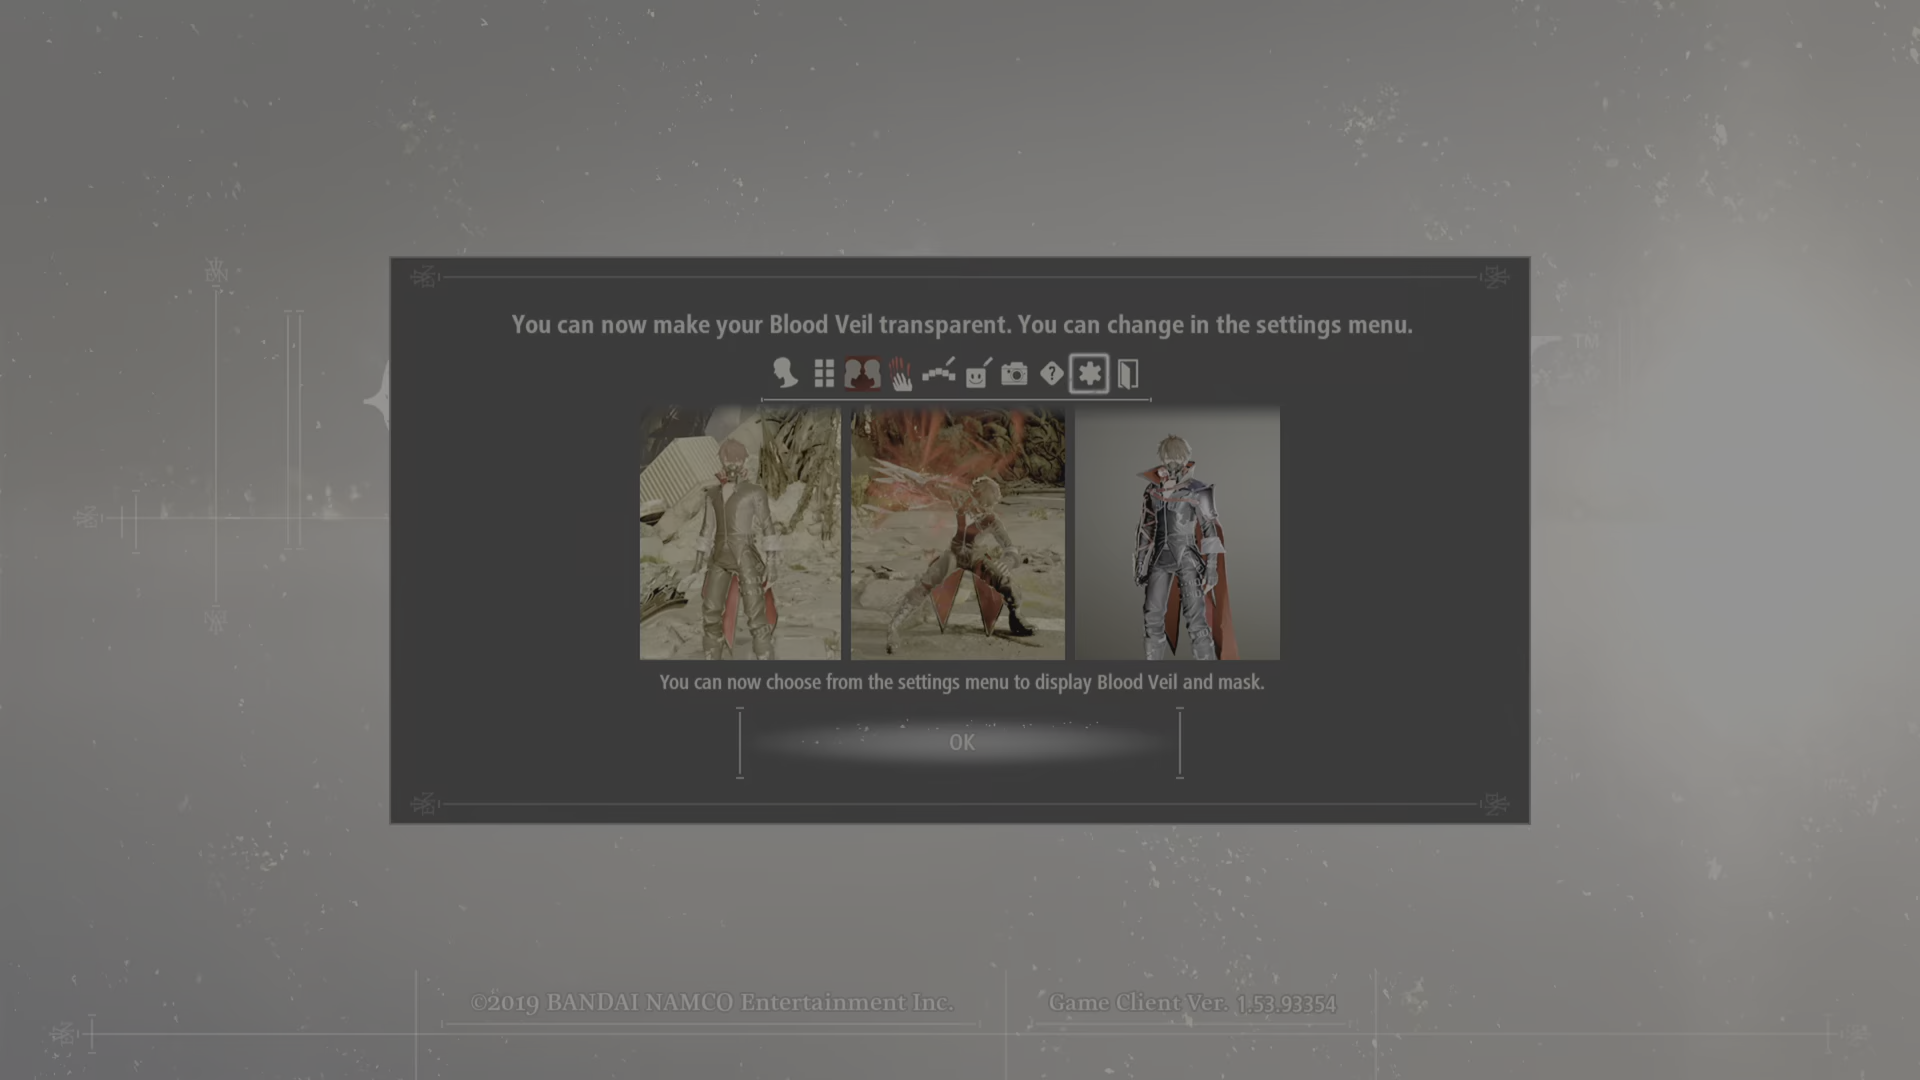 You can now make your Blood Veil transparent. You can change in the settings menu.
TM
You can now choose from the settings menu to display Blood Veil and mask.
OK
©2019 BANDAI NAMCO Entertainment Inc.
Game Client Ver. 1.53.93354